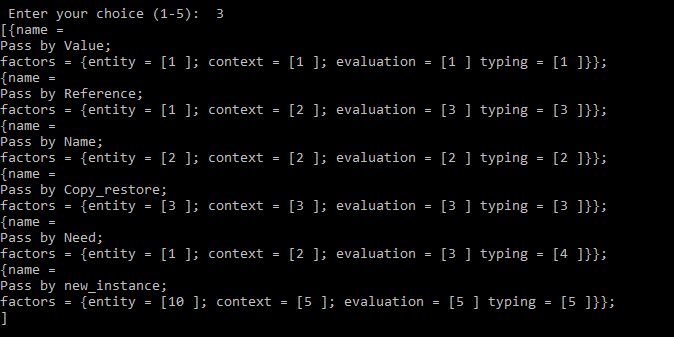 Enter your choice (1-5):  3
[{name =
Pass by Value;
factors = {entity = [1 ]; context = [1 ]; evaluation = [1 ] typing = [1 ]}};
{name =
Pass by Reference;
factors = {entity = [1 ]; context = [2 ]; evaluation = [3 ] typing = [3 ]}};
{name =
Pass by Name;
factors = {entity = [2 ]; context = [2 ]; evaluation = [2 ] typing = [2 ]}};
{name =
Pass by Copy_restore;
factors = {entity = [3 ]; context = [3 ]; evaluation = [3 ] typing = [3 ]}};
{name =
Pass by Need;
factors = {entity = [1 ]; context = [2 ]; evaluation = [3 ] typing = [4 ]}};
{name =
Pass by new_instance;
factors = {entity = [10 ]; context = [5 ]; evaluation = [5 ] typing = [5 ]}};
]